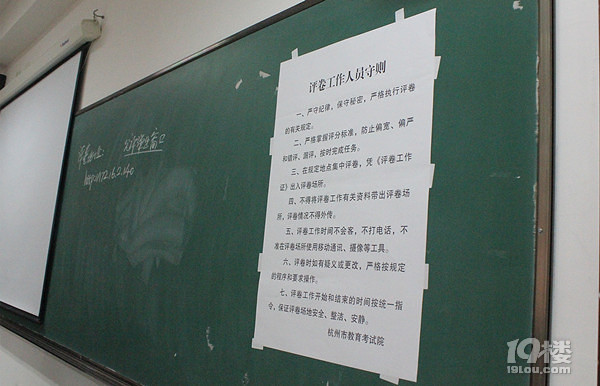 评卷工作人员守则
一、严守纪律，保守秘密，严格执行评卷
的有关规定。
二、严格掌握评分标准，防止偏宽、偏严
和错评、漏评，按时完成任务。
三、在规定地点集中评卷，凭《评卷工作
证》出入评卷场所。
四、不得将评卷工作有关资料带出评卷场
所，评卷情况不得外传。
五、评卷工作时间不会客，不打电话，不
准在评卷场所使用移动通讯、摄像等工具。
六、评卷时如有疑义或更改，严格按规定
的程序和要求操作。
七、评卷工作开始和结束的时间按统一指
令，保证评卷场地安全、整洁、安静。
杭州市教育考试院
19楼
19lou.com